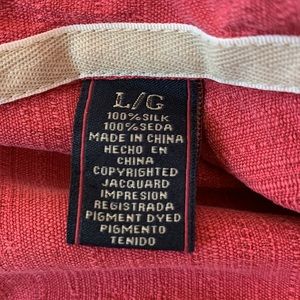 L/G
100% SILK
100% SEDA
MADE IN CHINA
HECHO EN
CHINA
COPYRIGHTED
JACQUARD
IMPRESION
REGISTRADA
PIGMENT DYED
PIGMENTO
TENIDO